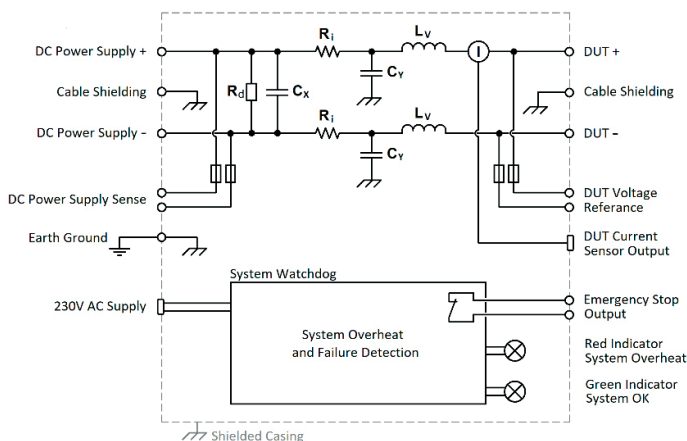 DC Power Supply +
Ri
LV
I
DUT +
Cable Shielding
Rd
CX
CY
Cable Shielding
DC Power Supply -
Ri
LV
DUT -
CY
DC Power Supply Sense
DUT Voltage
Referance
Earth Ground
DUT Current
Sensor Output
System Watchdog
230V AC Supply
System Overheat
and Failure Detection
Emergency Stop
Output
Red Indicator
System Overheat
Green Indicator
System OK
Shielded Casing